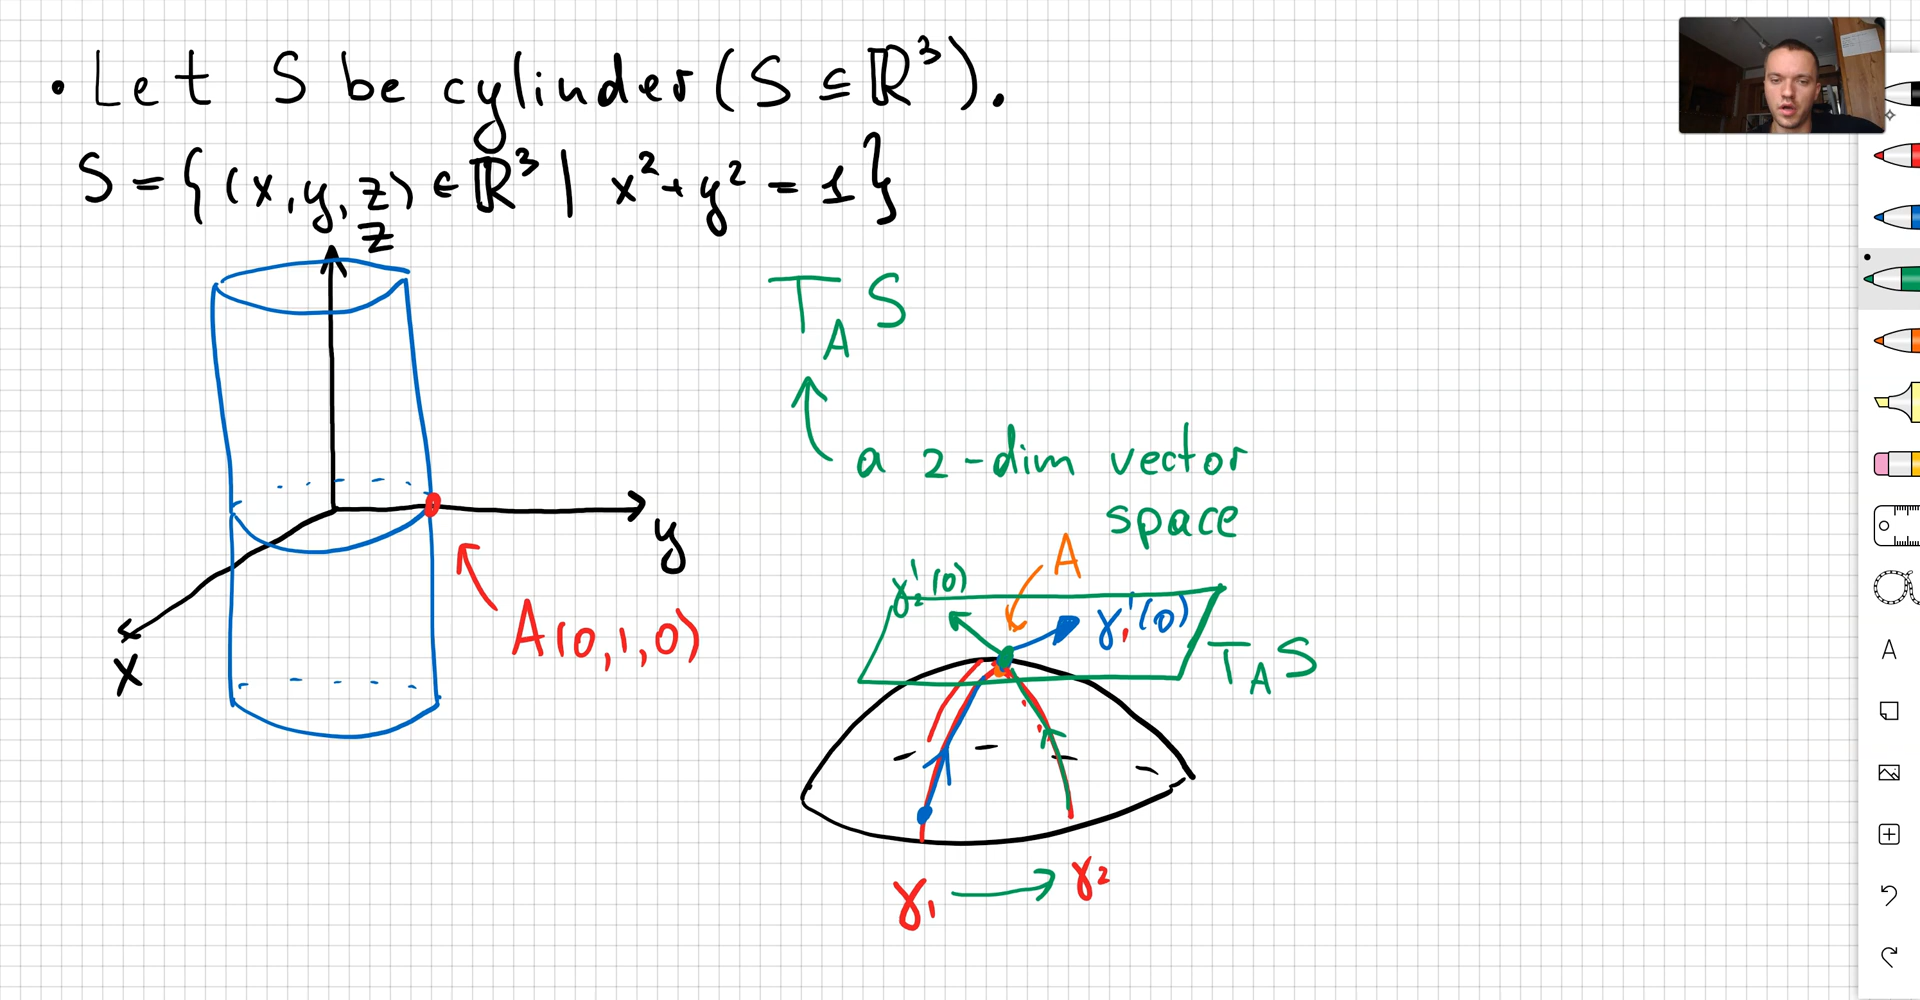 • Let S be cylinder (S ⊆ ℝ³).
S = {(x,y,z) ∈ ℝ³ | x² + y² = 1}
z
T_A S
a 2-dim vector
space
y
A
γ₂'(0)
γ₁'(0)
A(0,1,0)
T_A S
x
γ₁ → γ₂
A